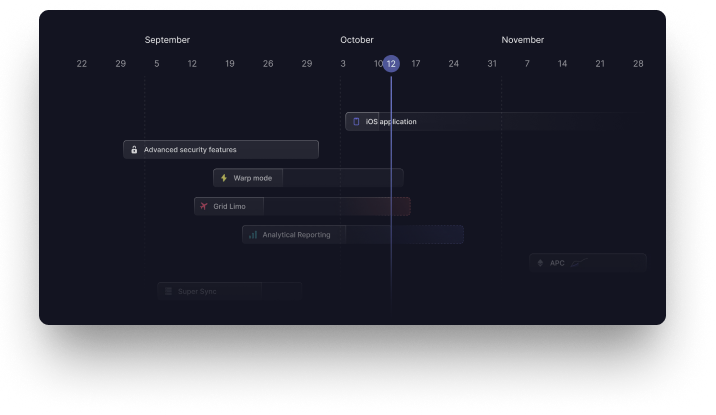 September October November
22 29 5 12 19 26 29 3 10 12 17 24 31 7 14 21 28
iOS application
Advanced security features
Warp mode
Grid Limo
Analytical Reporting
APC
Super Sync